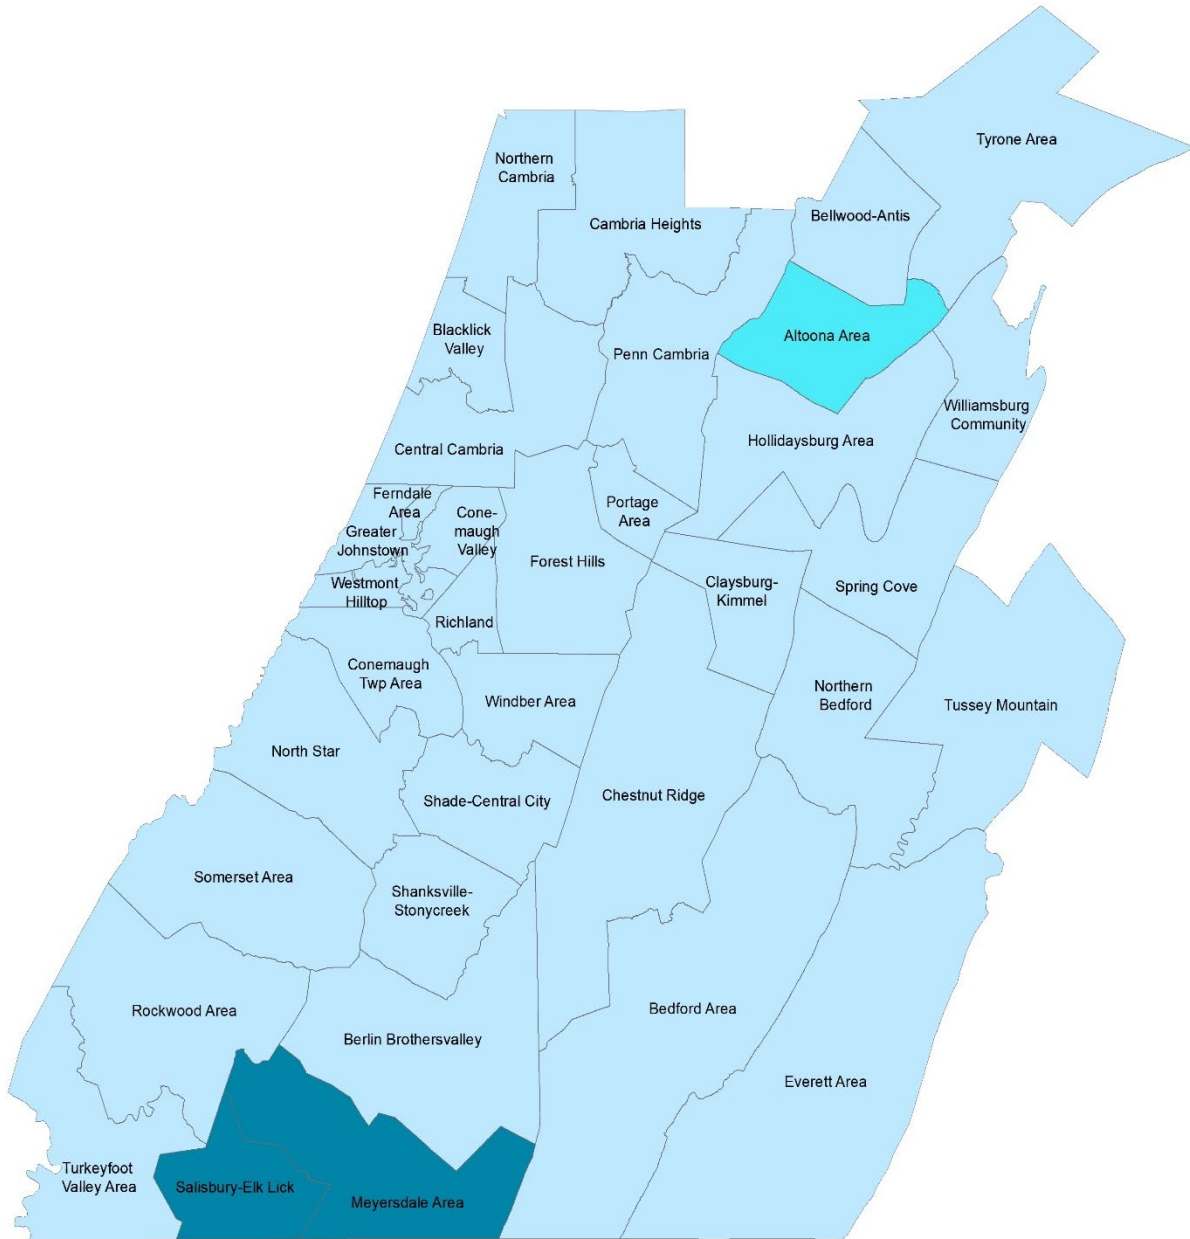 Tyrone Area
Northern
Cambria
Bellwood-Antis
Cambria Heights
Altoona Area
Blacklick
Valley
Penn Cambria
Williamsburg
Community
Hollidaysburg Area
Central Cambria
Ferndale
Area
Cone-
maugh
Valley
Portage
Area
Greater
Johnstown
Forest Hills
Westmont
Hilltop
Claysburg-
Kimmel
Spring Cove
Richland
Conemaugh
Twp Area
Windber Area
Northern
Bedford
Tussey Mountain
North Star
Shade-Central City
Chestnut Ridge
Somerset Area
Shanksville-
Stonycreek
Rockwood Area
Bedford Area
Berlin Brothersvalley
Everett Area
Turkeyfoot
Valley Area
Salisbury-Elk Lick
Meyersdale Area